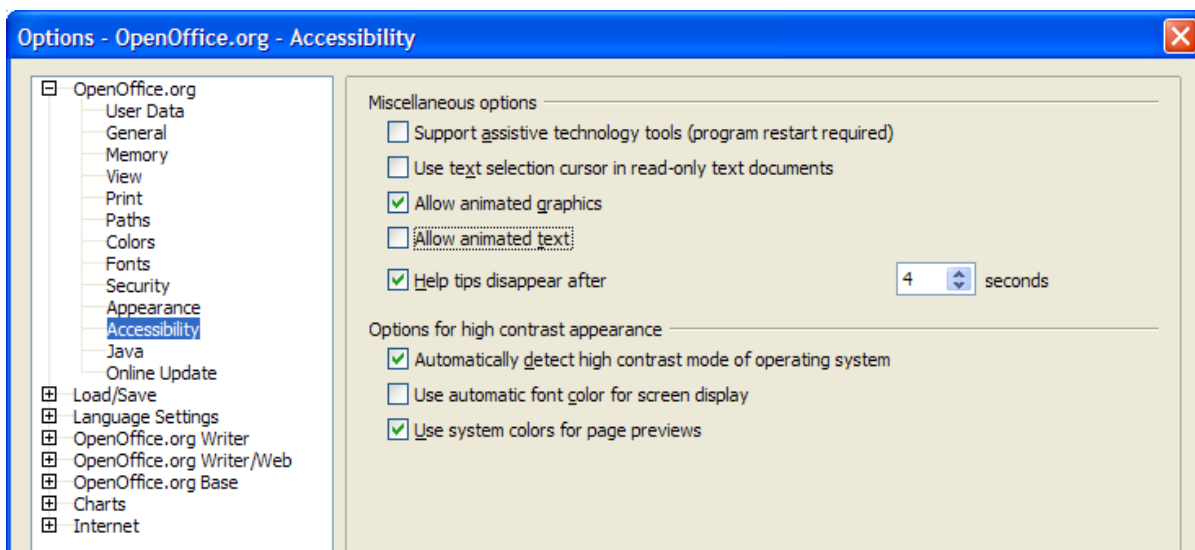 Options - OpenOffice.org - Accessibility
OpenOffice.org
User Data
General
Memory
View
Print
Paths
Colors
Fonts
Security
Appearance
Accessibility
Java
Online Update
Load/Save
Language Settings
OpenOffice.org Writer
OpenOffice.org Writer/Web
OpenOffice.org Base
Charts
Internet
Miscellaneous options
Support assistive technology tools (program restart required)
Use text selection cursor in read-only text documents
Allow animated graphics
Allow animated text
Help tips disappear after 4 seconds
Options for high contrast appearance
Automatically detect high contrast mode of operating system
Use automatic font color for screen display
Use system colors for page previews